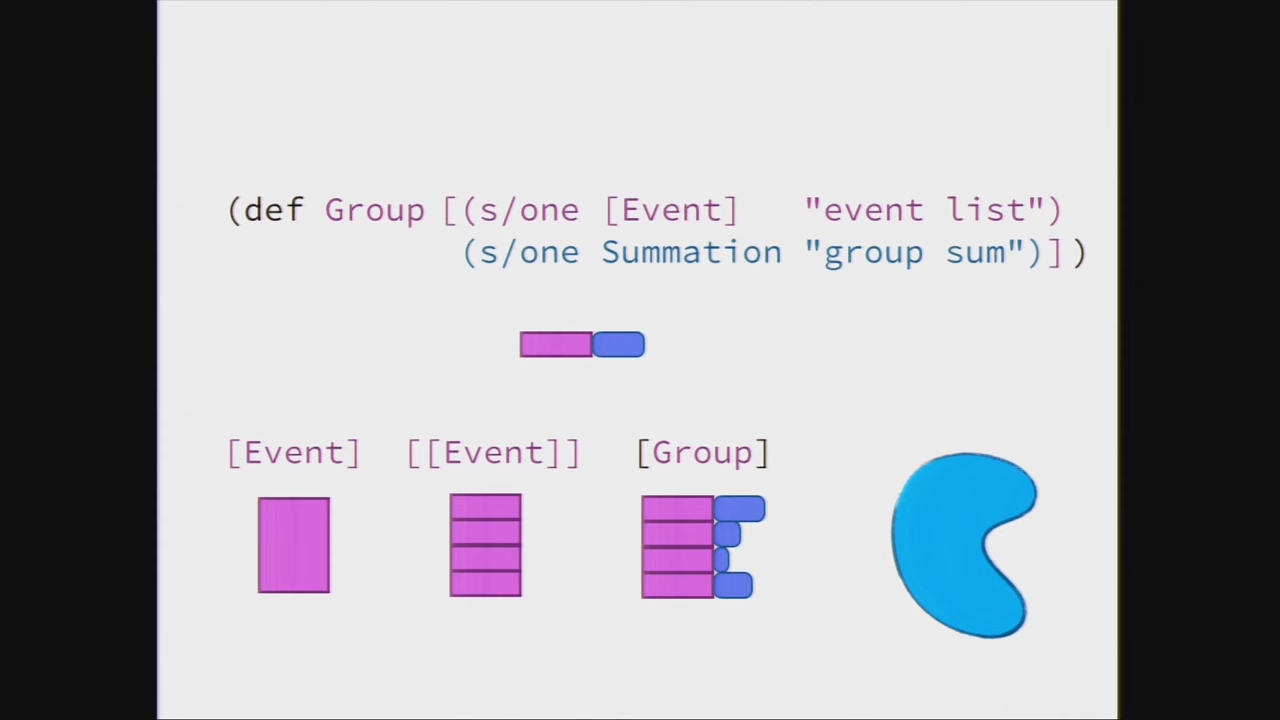 (def Group [(s/one [Event] "event list")
(s/one Summation "group sum")])
[Event] [[Event]] [Group]